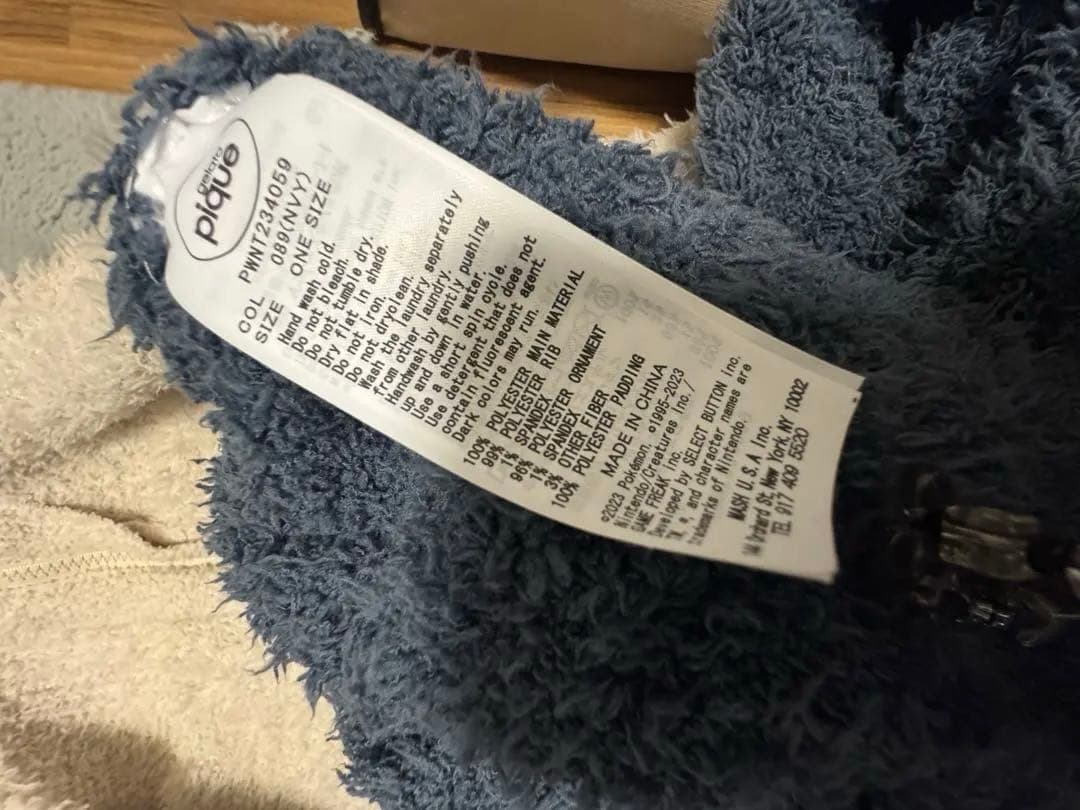 gelato
pique
PWNT234059
COL 089(NVY)
SIZE ONE SIZE
Hand wash cold.
Do not bleach.
Do not tumble dry.
Dry flat in shade.
Do not iron.
Do not dryclean.
Wash the laundry separately
from other laundry.
Handwash by gently pushing
up and down in water.
Use a short spin cycle.
Use detergent that does not
contain fluorescent agent.
Dark colors may run.
100% POLYESTER MAIN MATERIAL
99% POLYESTER RIB
1% SPANDEX
96% POLYESTER ORNAMENT
1% SPANDEX
3% OTHER FIBER
100% POLYESTER PADDING
MADE IN CHINA
©2023 Pokémon. ©1995-2023
Nintendo/Creatures Inc./
GAME FREAK inc.
Developed by SELECT BUTTON inc.
and character names are
trademarks of Nintendo.
MASH U.S.A. Inc.
Orchard St, New York, NY 10002
TEL 917 409 5520